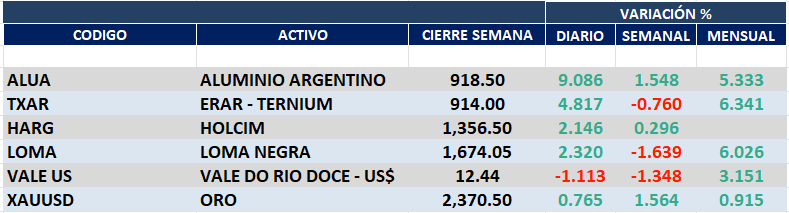 VARIACIÓN %
CODIGO ACTIVO CIERRE SEMANA DIARIO SEMANAL MENSUAL
ALUA ALUMINIO ARGENTINO 918.50 9.086 1.548 5.333
TXAR ERAR - TERNIUM 914.00 4.817 -0.760 6.341
HARG HOLCIM 1,356.50 2.146 0.296
LOMA LOMA NEGRA 1,674.05 2.320 -1.639 6.026
VALE US VALE DO RIO DOCE - US$ 12.44 -1.113 -1.348 3.151
XAUUSD ORO 2,370.50 0.765 1.564 0.915